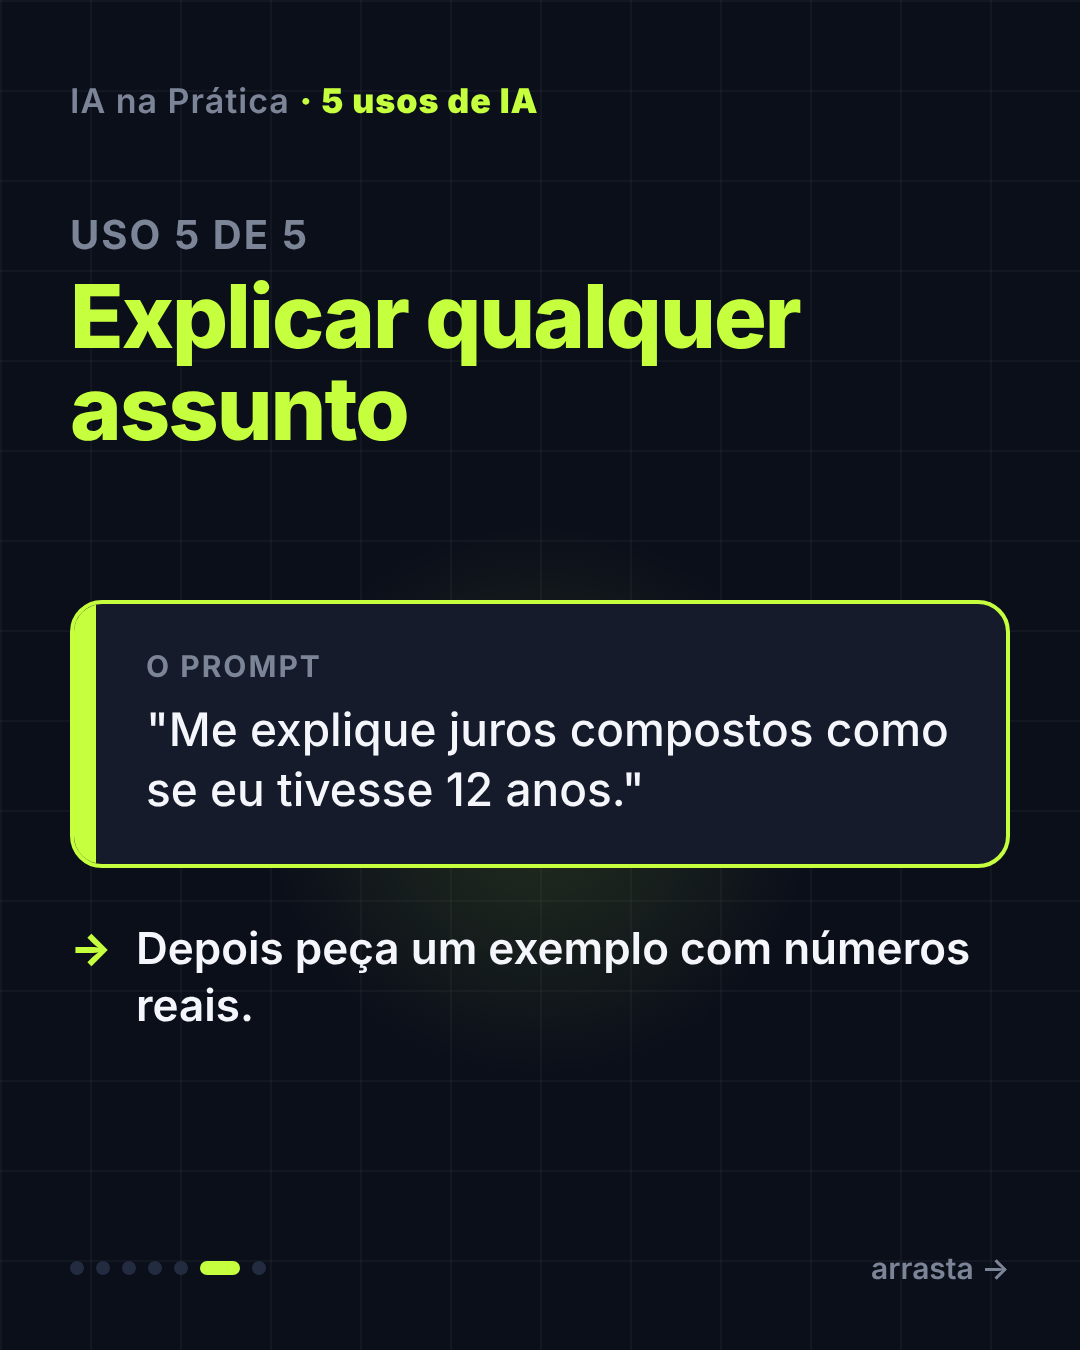 IA na Prática · 5 usos de IA
USO 5 DE 5
Explicar qualquer
assunto
O PROMPT
"Me explique juros compostos como
se eu tivesse 12 anos."
→ Depois peça um exemplo com números
reais.
arrasta →